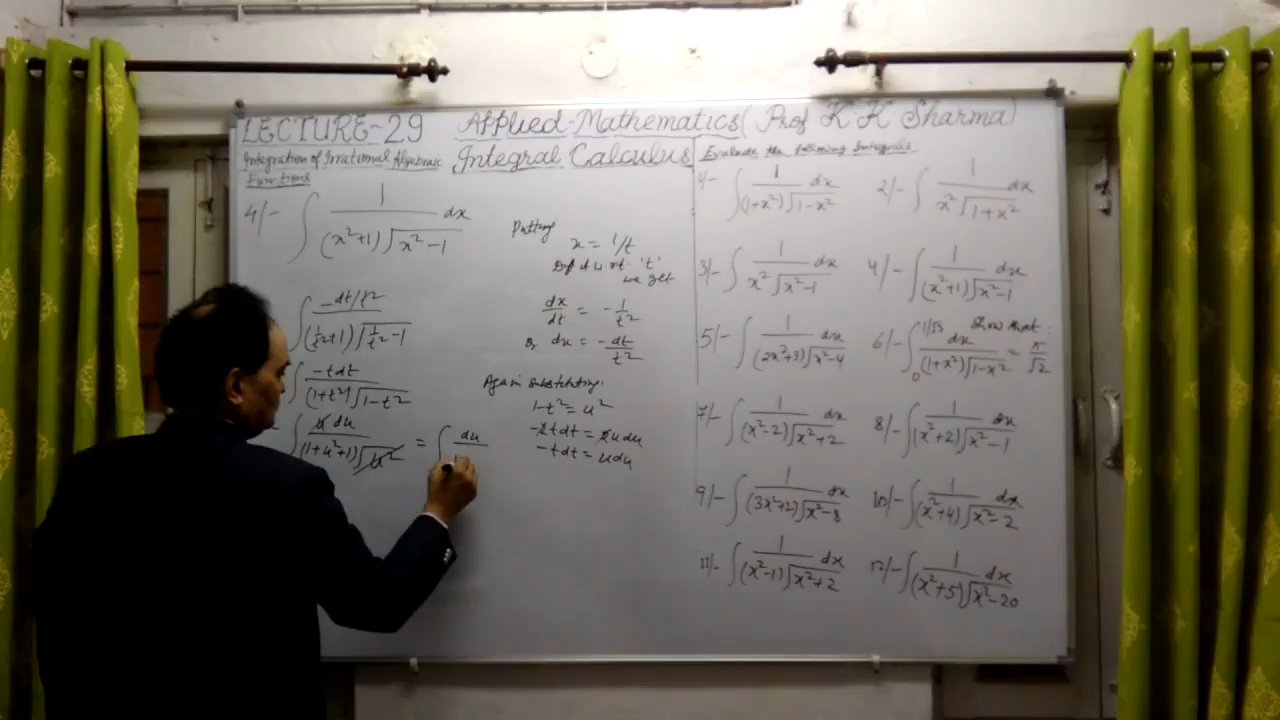 LECTURE-29 Applied-Mathematics( Prof K K Sharma)
Integration of Irrational Algebraic
Functions
Integral Calculus
4/- ∫ 1/((x²+1)√(x²-1)) dx
∫ (-dt/t²)/((1/t²+1)√(1/t²-1))
∫ (-tdt)/((1+t²)√(1-t²))
∫ (u du)/((1+u²+1)√u²) = ∫ du
Putting
x = 1/t
Diff it w.r.t. 't'
we get
dx/dt = -1/t²
or dx = -dt/t²
Again substituting.
1-t² = u²
-2tdt = 2udu
-tdt = udu
Evaluate the following Integrals
1/- ∫ 1/((1+x²)√(1-x²)) dx
2/- ∫ 1/(x²√(1+x²)) dx
3/- ∫ 1/(x²√(x²-1)) dx
4/- ∫ 1/((x²+1)√(x²-1)) dx
5/- ∫ 1/((2x²+3)√(x²-4)) dx
6/- ∫₀^(1/√3) dx/((1+x²)√(1-x²)) = π/√2 Show that:
7/- ∫ 1/((x²-2)√(x²+2)) dx
8/- ∫ 1/((x²+2)√(x²-1)) dx
9/- ∫ 1/((3x²+2)√(x²-8)) dx
10/- ∫ 1/((x²+4)√(x²-2)) dx
11/- ∫ 1/((x²-1)√(x²+2)) dx
12/- ∫ 1/((x²+5)√(x²-20)) dx